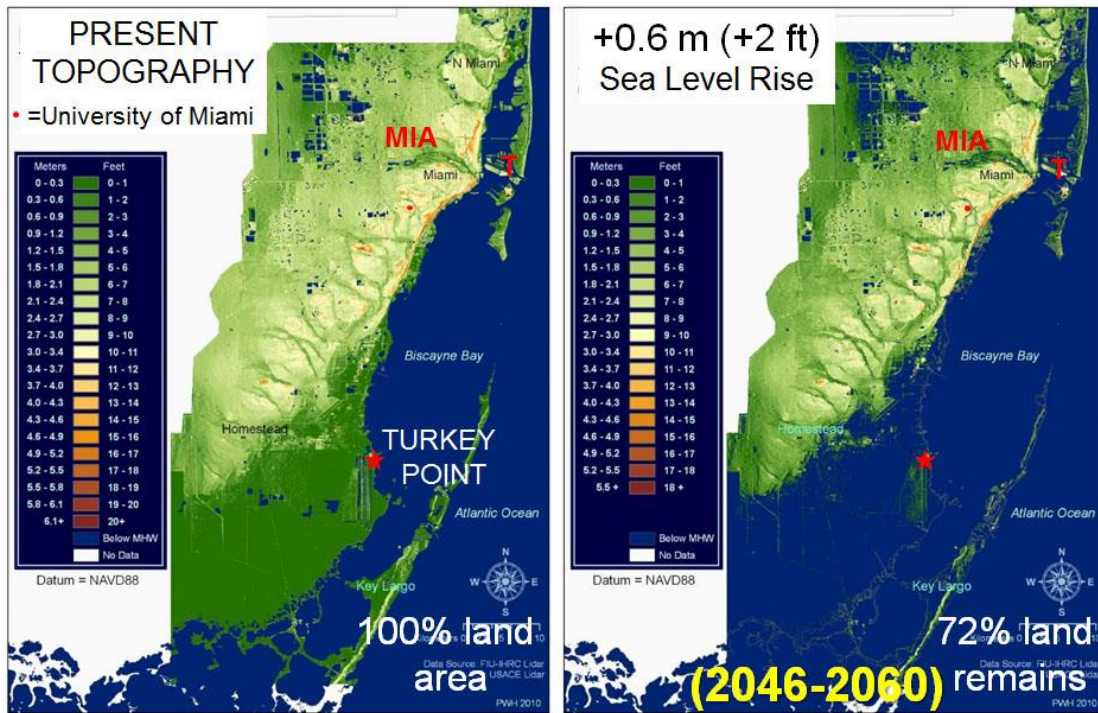 PRESENT
TOPOGRAPHY
• =University of Miami
N Miami
MIA
Miami
T
Meters Feet
0 - 0.3 0 - 1
0.3 - 0.6 1 - 2
0.6 - 0.9 2 - 3
0.9 - 1.2 3 - 4
1.2 - 1.5 4 - 5
1.5 - 1.8 5 - 6
1.8 - 2.1 6 - 7
2.1 - 2.4 7 - 8
2.4 - 2.7 8 - 9
2.7 - 3.0 9 - 10
3.0 - 3.4 10 - 11
3.4 - 3.7 11 - 12
3.7 - 4.0 12 - 13
4.0 - 4.3 13 - 14
4.3 - 4.6 14 - 15
4.6 - 4.9 15 - 16
4.9 - 5.2 16 - 17
5.2 - 5.5 17 - 18
5.5 - 5.8 18 - 19
5.8 - 6.1 19 - 20
6.1+ 20+
Below MHW
No Data
Datum = NAVD88
Biscayne Bay
Homestead
TURKEY
POINT
Atlantic Ocean
N
W E
S
Key Largo
100% land
area
10
Data Source: FIU-IHRC Lidar
USACE Lidar
PWH 2010
+0.6 m (+2 ft)
Sea Level Rise
N Miami
MIA
Miami
T
Meters Feet
0 - 0.3 0 - 1
0.3 - 0.6 1 - 2
0.6 - 0.9 2 - 3
0.9 - 1.2 3 - 4
1.2 - 1.5 4 - 5
1.5 - 1.8 5 - 6
1.8 - 2.1 6 - 7
2.1 - 2.4 7 - 8
2.4 - 2.7 8 - 9
2.7 - 3.0 9 - 10
3.0 - 3.4 10 - 11
3.4 - 3.7 11 - 12
3.7 - 4.0 12 - 13
4.0 - 4.3 13 - 14
4.3 - 4.6 14 - 15
4.6 - 4.9 15 - 16
4.9 - 5.2 16 - 17
5.2 - 5.5 17 - 18
5.5 + 18 +
Below MHW
No Data
Datum = NAVD88
Biscayne Bay
Homestead
Atlantic Ocean
N
W E
S
Key Largo
72% land
remains
10
(2046-2060)
PWH 2010